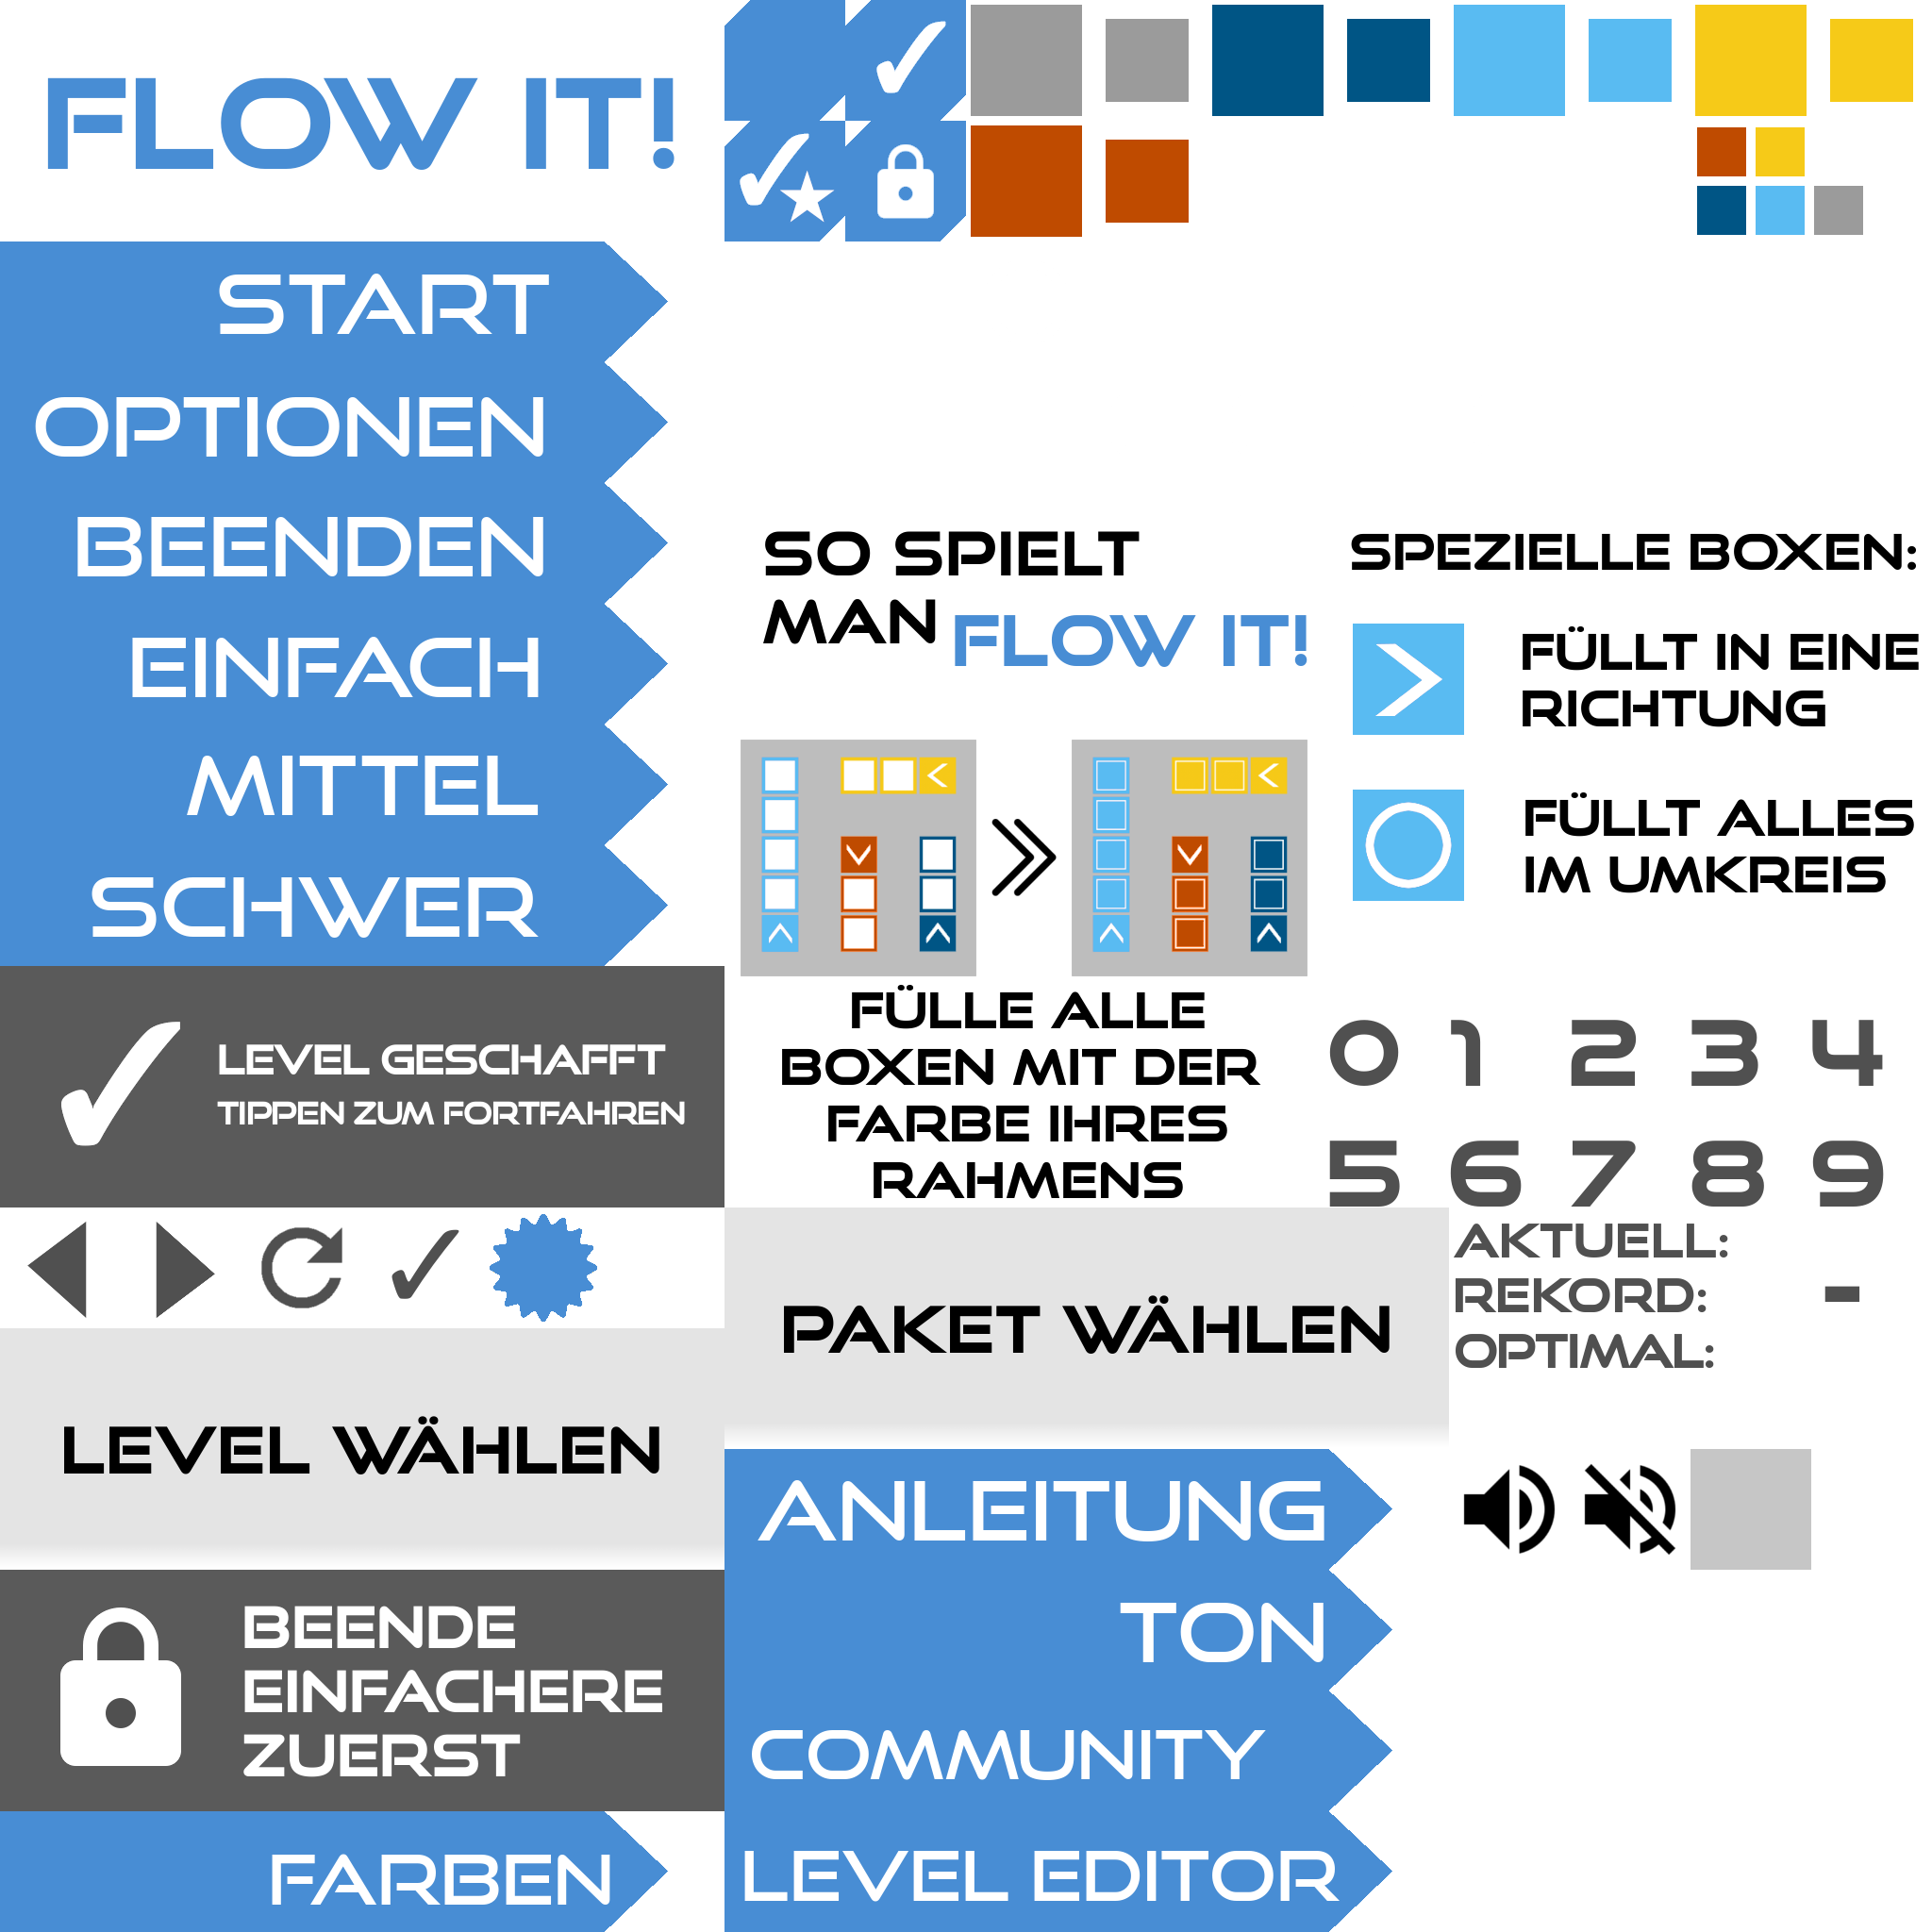 FLOW IT!
START
OPTIONEN
BEENDEN
EINFACH
MITTEL
SCHWER
LEVEL GESCHAFFT
TIPPEN ZUM FORTFAHREN
LEVEL WÄHLEN
BEENDE
EINFACHERE
ZUERST
FARBEN
SO SPIELT
MAN FLOW IT!
FÜLLE ALLE
BOXEN MIT DER
FARBE IHRES
RAHMENS
PAKET WÄHLEN
ANLEITUNG
TON
COMMUNITY
LEVEL EDITOR
SPEZIELLE BOXEN:
FÜLLT IN EINE
RICHTUNG
FÜLLT ALLES
IM UMKREIS
0 1 2 3 4
5 6 7 8 9
AKTUELL:
REKORD: -
OPTIMAL: